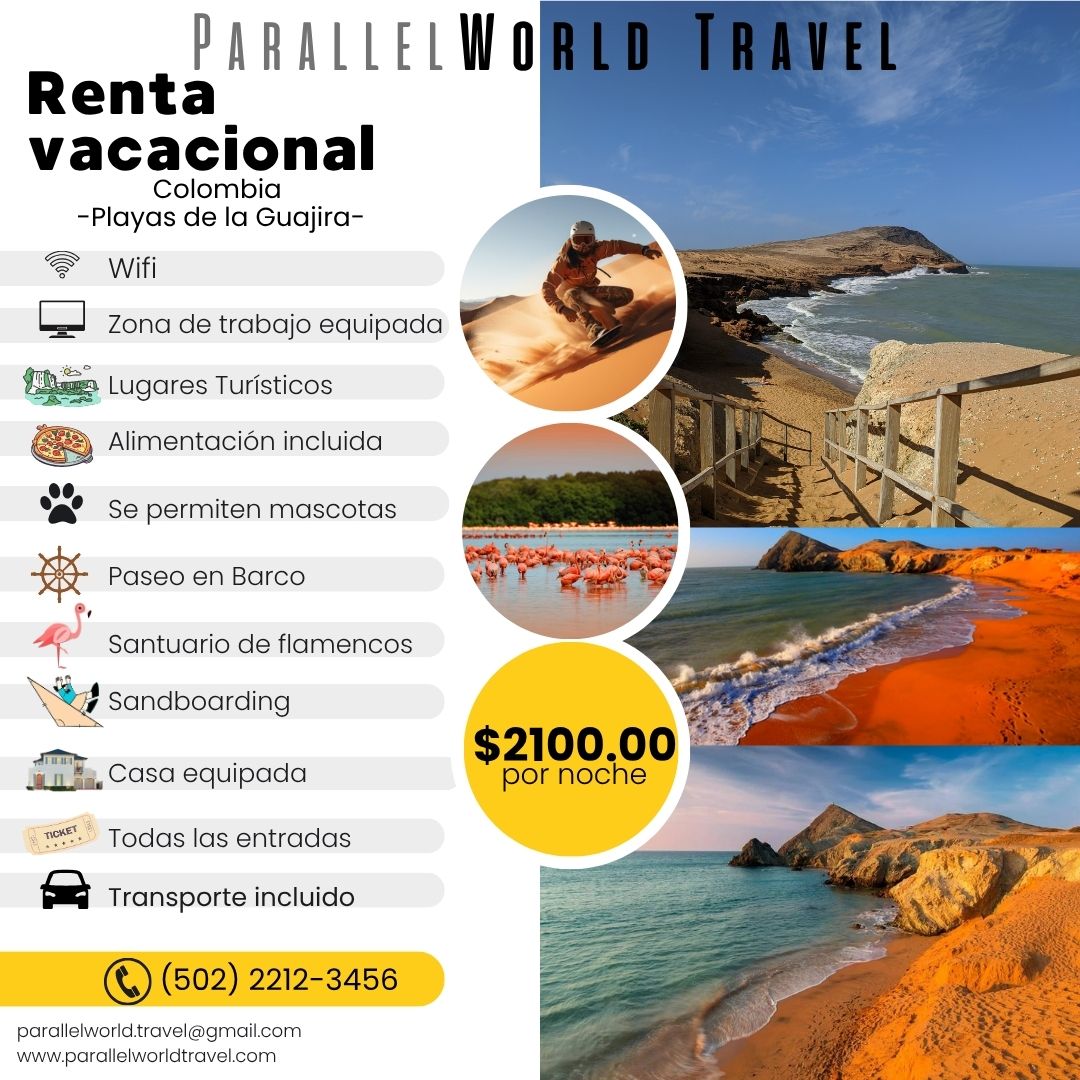 ParallelWorld Travel
Renta
vacacional
Colombia
-Playas de la Guajira-
Wifi
Zona de trabajo equipada
Lugares Turísticos
Alimentación incluida
Se permiten mascotas
Paseo en Barco
Santuario de flamencos
Sandboarding
$2100.00
por noche
Casa equipada
TICKET
Todas las entradas
Transporte incluido
(502) 2212-3456
parallelworld.travel@gmail.com
www.parallelworldtravel.com